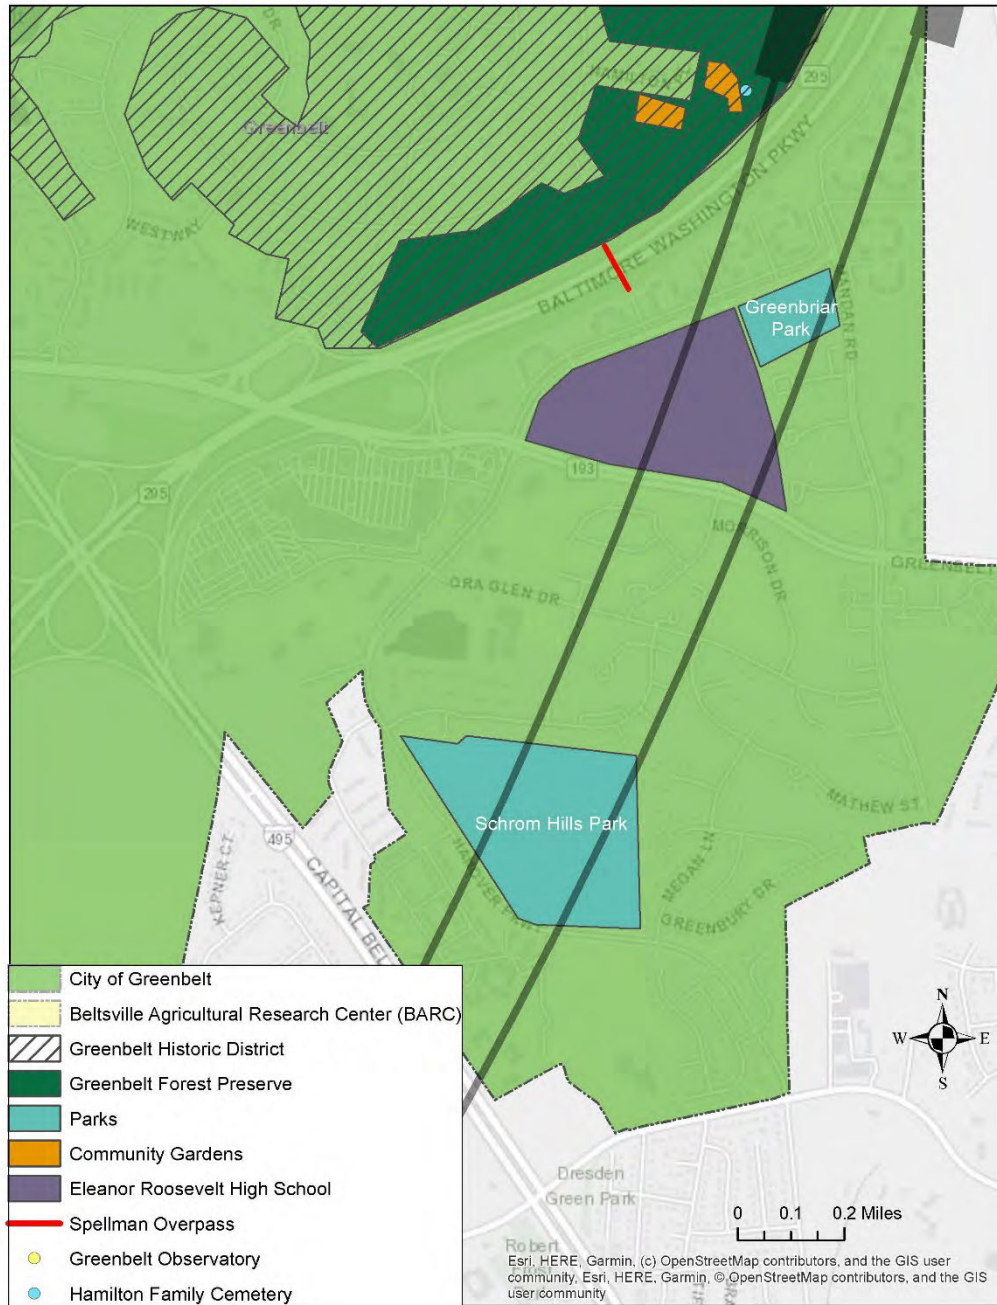 DR
HAMILTON
295
Greenbelt
WESTWAY
BALTIMORE WASHINGTON PKWY
MANDAN RD
Greenbriar
Park
193
295
MORRISON DR
GREENBELT
ORA GLEN DR
MATHEW ST
Schrom Hills Park
495
KEPNER CT
CAPITAL BEL
HANOVER PKWY
MEGAN LN
GREENBURY DR
City of Greenbelt
Beltsville Agricultural Research Center (BARC)
Greenbelt Historic District
Greenbelt Forest Preserve
Parks
Community Gardens
Eleanor Roosevelt High School
Spellman Overpass
Greenbelt Observatory
Hamilton Family Cemetery
N
W
E
S
Dresden
Green Park
Robert
0 0.1 0.2 Miles
Esri, HERE, Garmin, (c) OpenStreetMap contributors, and the GIS user
community, Esri, HERE, Garmin, © OpenStreetMap contributors, and the GIS
user community